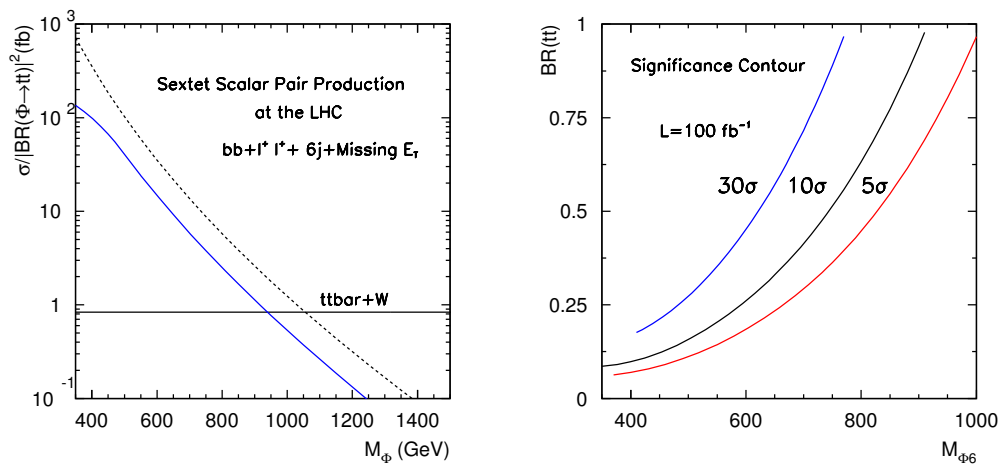 σ/|BR(Φ→tt)|²(fb)
10³
10²
10
1
10⁻¹
Sextet Scalar Pair Production
at the LHC
bb+l⁺ l⁺+ 6j+Missing E_T
ttbar+W
400 600 800 1000 1200 1400
M_Φ (GeV)
BR(tt)
1
0.75
0.5
0.25
0
Significance Contour
L=100 fb⁻¹
30σ 10σ 5σ
400 600 800 1000
M_Φ6